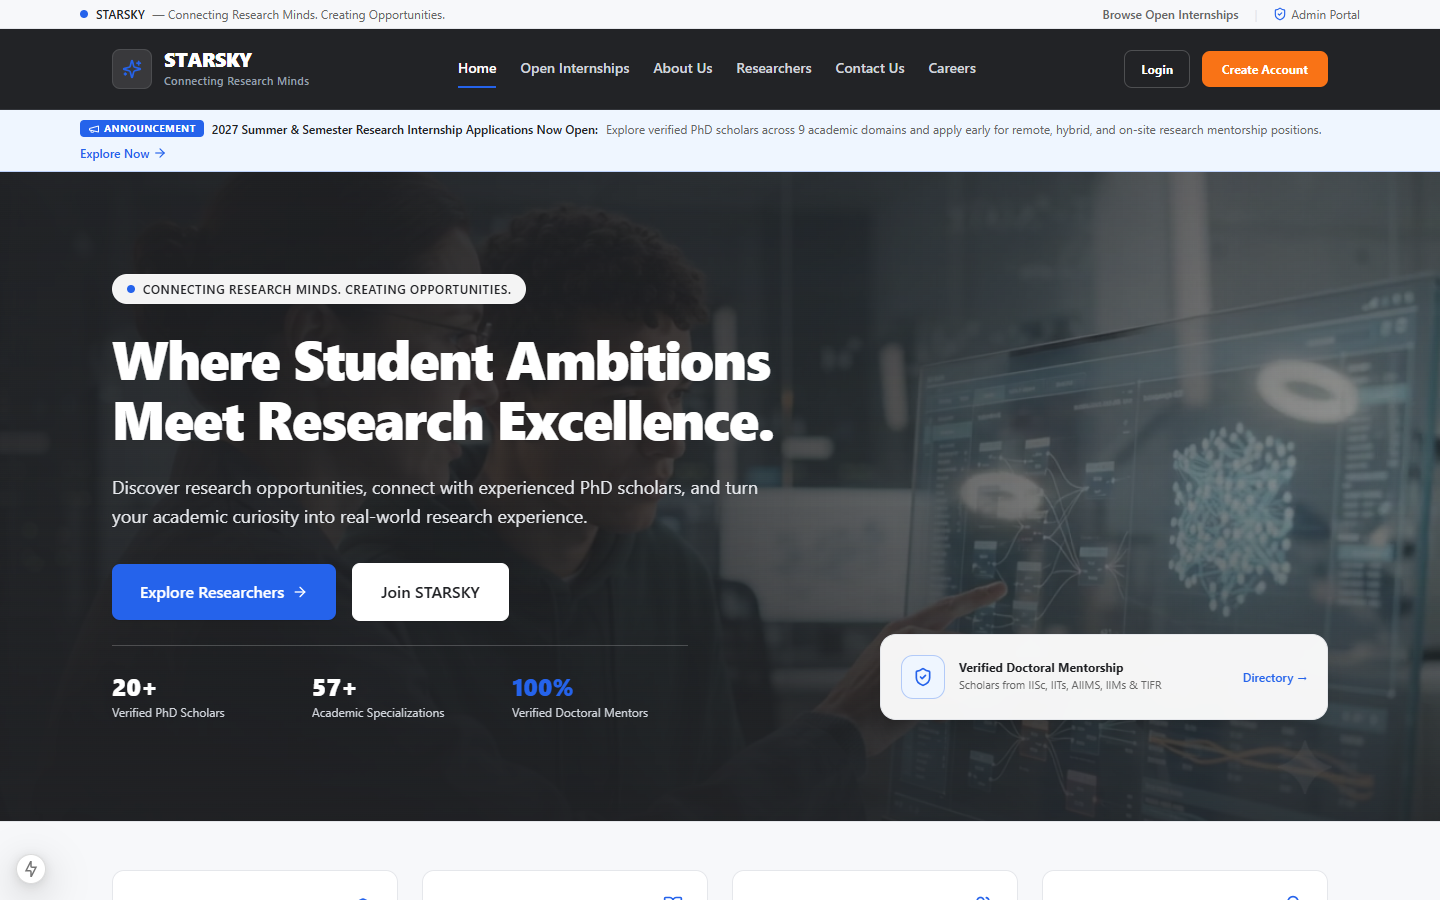 STARSKY — Connecting Research Minds. Creating Opportunities.
Browse Open Internships | Admin Portal
STARSKY
Connecting Research Minds
Home Open Internships About Us Researchers Contact Us Careers
Login Create Account
ANNOUNCEMENT 2027 Summer & Semester Research Internship Applications Now Open: Explore verified PhD scholars across 9 academic domains and apply early for remote, hybrid, and on-site research mentorship positions.
Explore Now →
CONNECTING RESEARCH MINDS. CREATING OPPORTUNITIES.
Where Student Ambitions
Meet Research Excellence.
Discover research opportunities, connect with experienced PhD scholars, and turn
your academic curiosity into real-world research experience.
Explore Researchers → Join STARSKY
20+ 57+ 100%
Verified PhD Scholars Academic Specializations Verified Doctoral Mentors
Verified Doctoral Mentorship
Scholars from IISc, IITs, AIIMS, IIMs & TIFR
Directory →